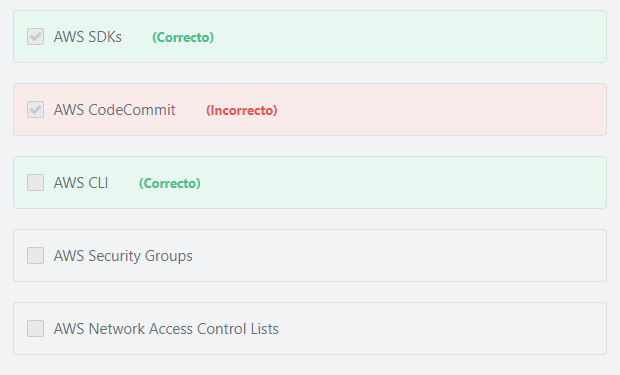 AWS SDKs (Correcto)
AWS CodeCommit (Incorrecto)
AWS CLI (Correcto)
AWS Security Groups
AWS Network Access Control Lists